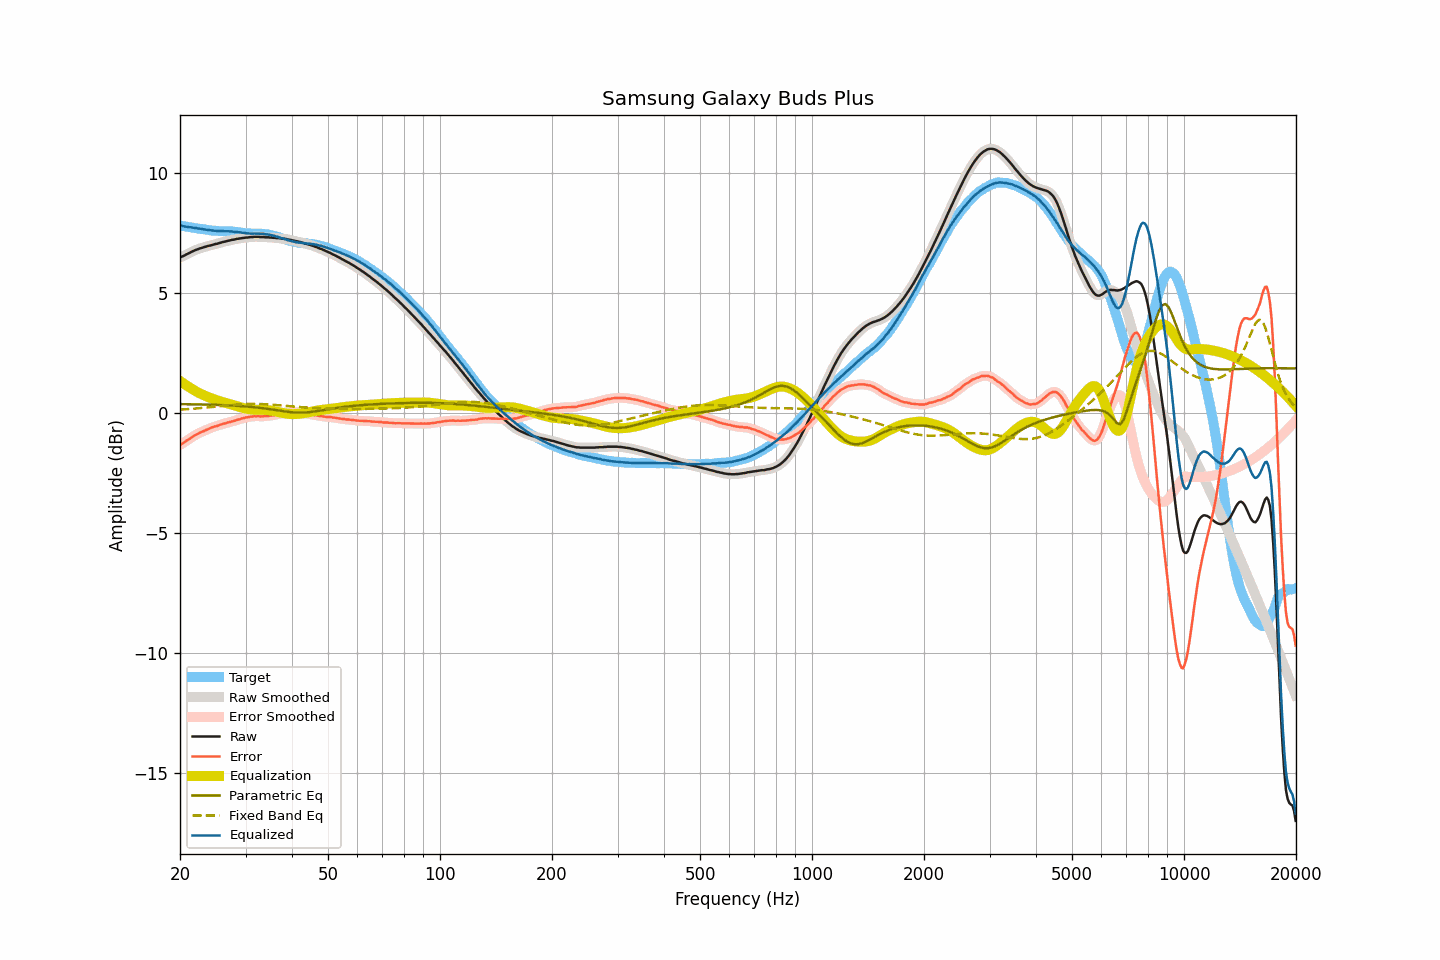 Samsung Galaxy Buds Plus
Amplitude (dBr)
10
5
0
−5
−10
−15
Target
Raw Smoothed
Error Smoothed
Raw
Error
Equalization
Parametric Eq
Fixed Band Eq
Equalized
20 50 100 200 500 1000 2000 5000 10000 20000
Frequency (Hz)